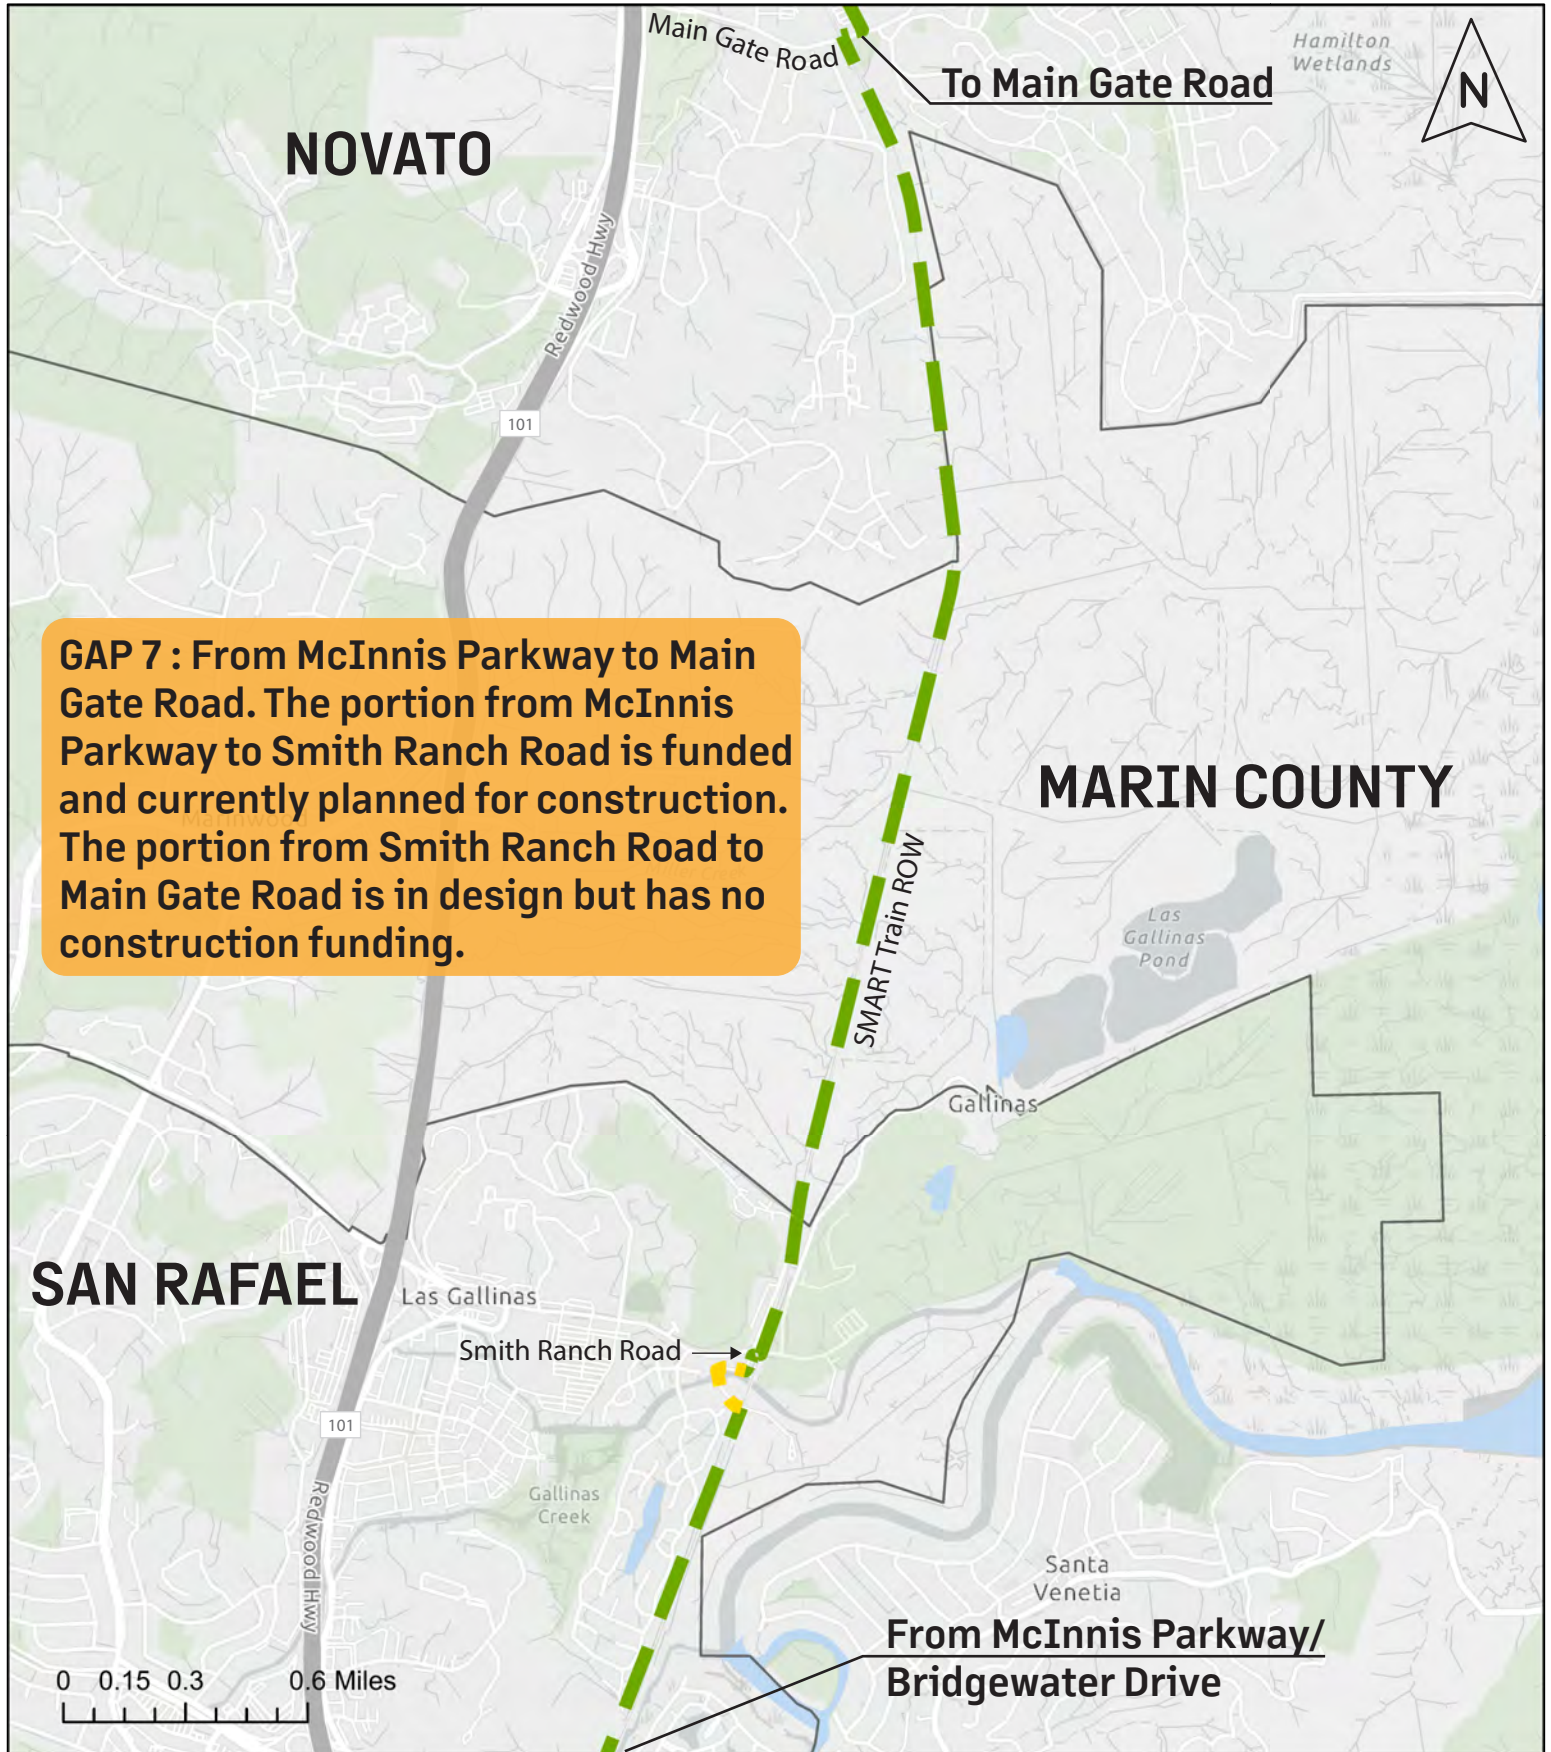 Main Gate Road
To Main Gate Road
Hamilton
Wetlands
N
NOVATO
Redwood Hwy
101
GAP 7 : From McInnis Parkway to Main
Gate Road. The portion from McInnis
Parkway to Smith Ranch Road is funded
and currently planned for construction.
The portion from Smith Ranch Road to
Main Gate Road is in design but has no
construction funding.
Marinwood
MARIN COUNTY
SMART Train ROW
Las
Gallinas
Pond
Gallinas
SAN RAFAEL
Las Gallinas
Smith Ranch Road
101
Redwood Hwy
Gallinas
Creek
Santa
Venetia
From McInnis Parkway/
Bridgewater Drive
0 0.15 0.3 0.6 Miles